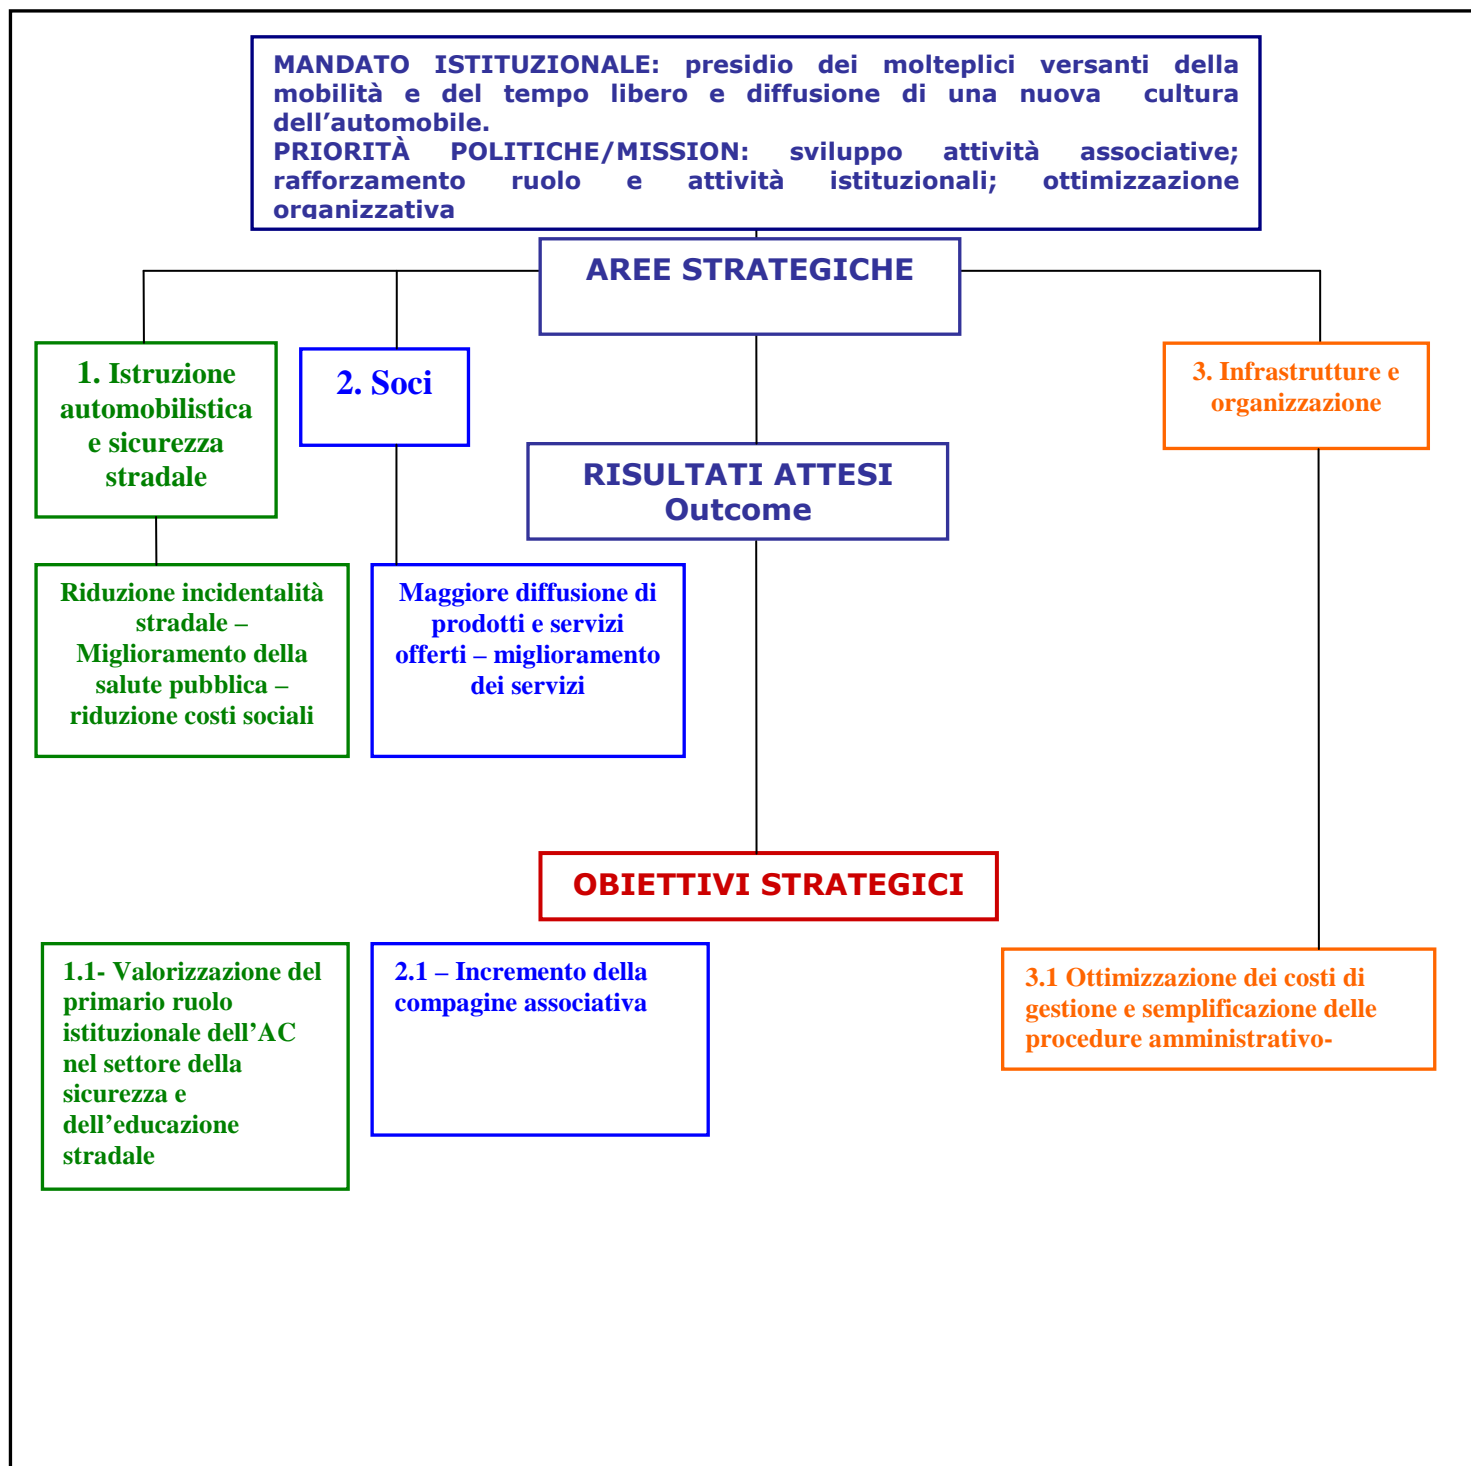 MANDATO ISTITUZIONALE: presidio dei molteplici versanti della
mobilità e del tempo libero e diffusione di una nuova cultura
dell’automobile.
PRIORITÀ POLITICHE/MISSION: sviluppo attività associative;
rafforzamento ruolo e attività istituzionali; ottimizzazione
organizzativa
AREE STRATEGICHE
1. Istruzione
automobilistica
e sicurezza
stradale
2. Soci
3. Infrastrutture e
organizzazione
RISULTATI ATTESI
Outcome
Riduzione incidentalità
stradale –
Miglioramento della
salute pubblica –
riduzione costi sociali
Maggiore diffusione di
prodotti e servizi
offerti – miglioramento
dei servizi
OBIETTIVI STRATEGICI
1.1- Valorizzazione del
primario ruolo
istituzionale dell’AC
nel settore della
sicurezza e
dell’educazione
stradale
2.1 – Incremento della
compagine associativa
3.1 Ottimizzazione dei costi di
gestione e semplificazione delle
procedure amministrativo-